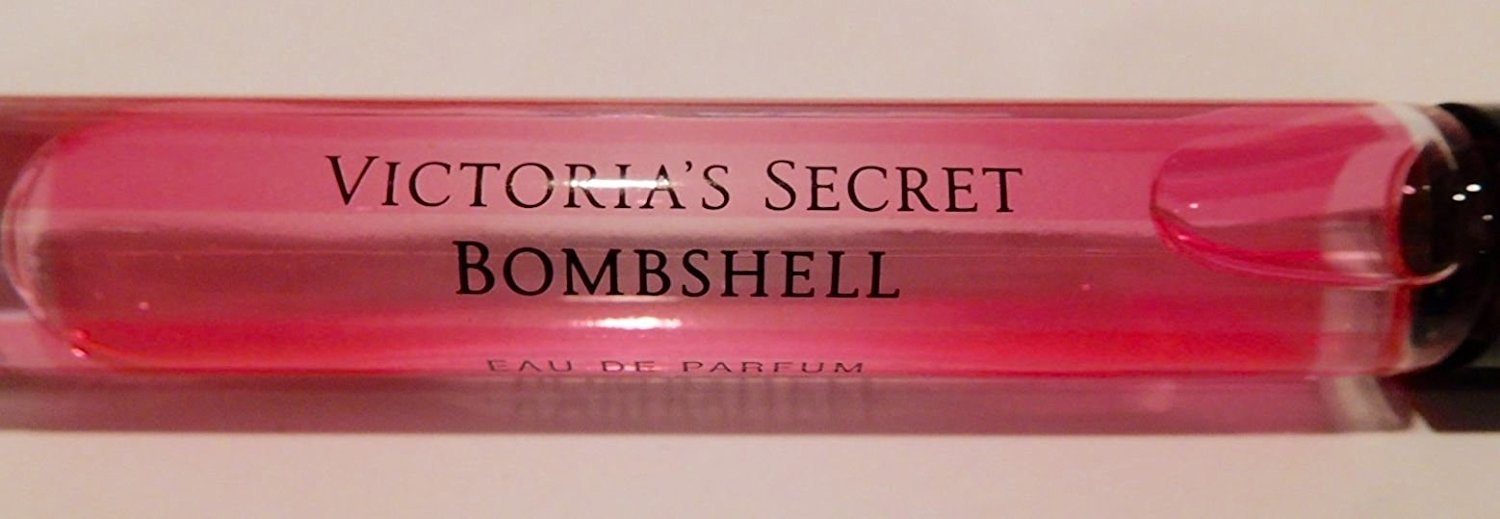 VICTORIA'S SECRET
BOMBSHELL
EAU DE PARFUM